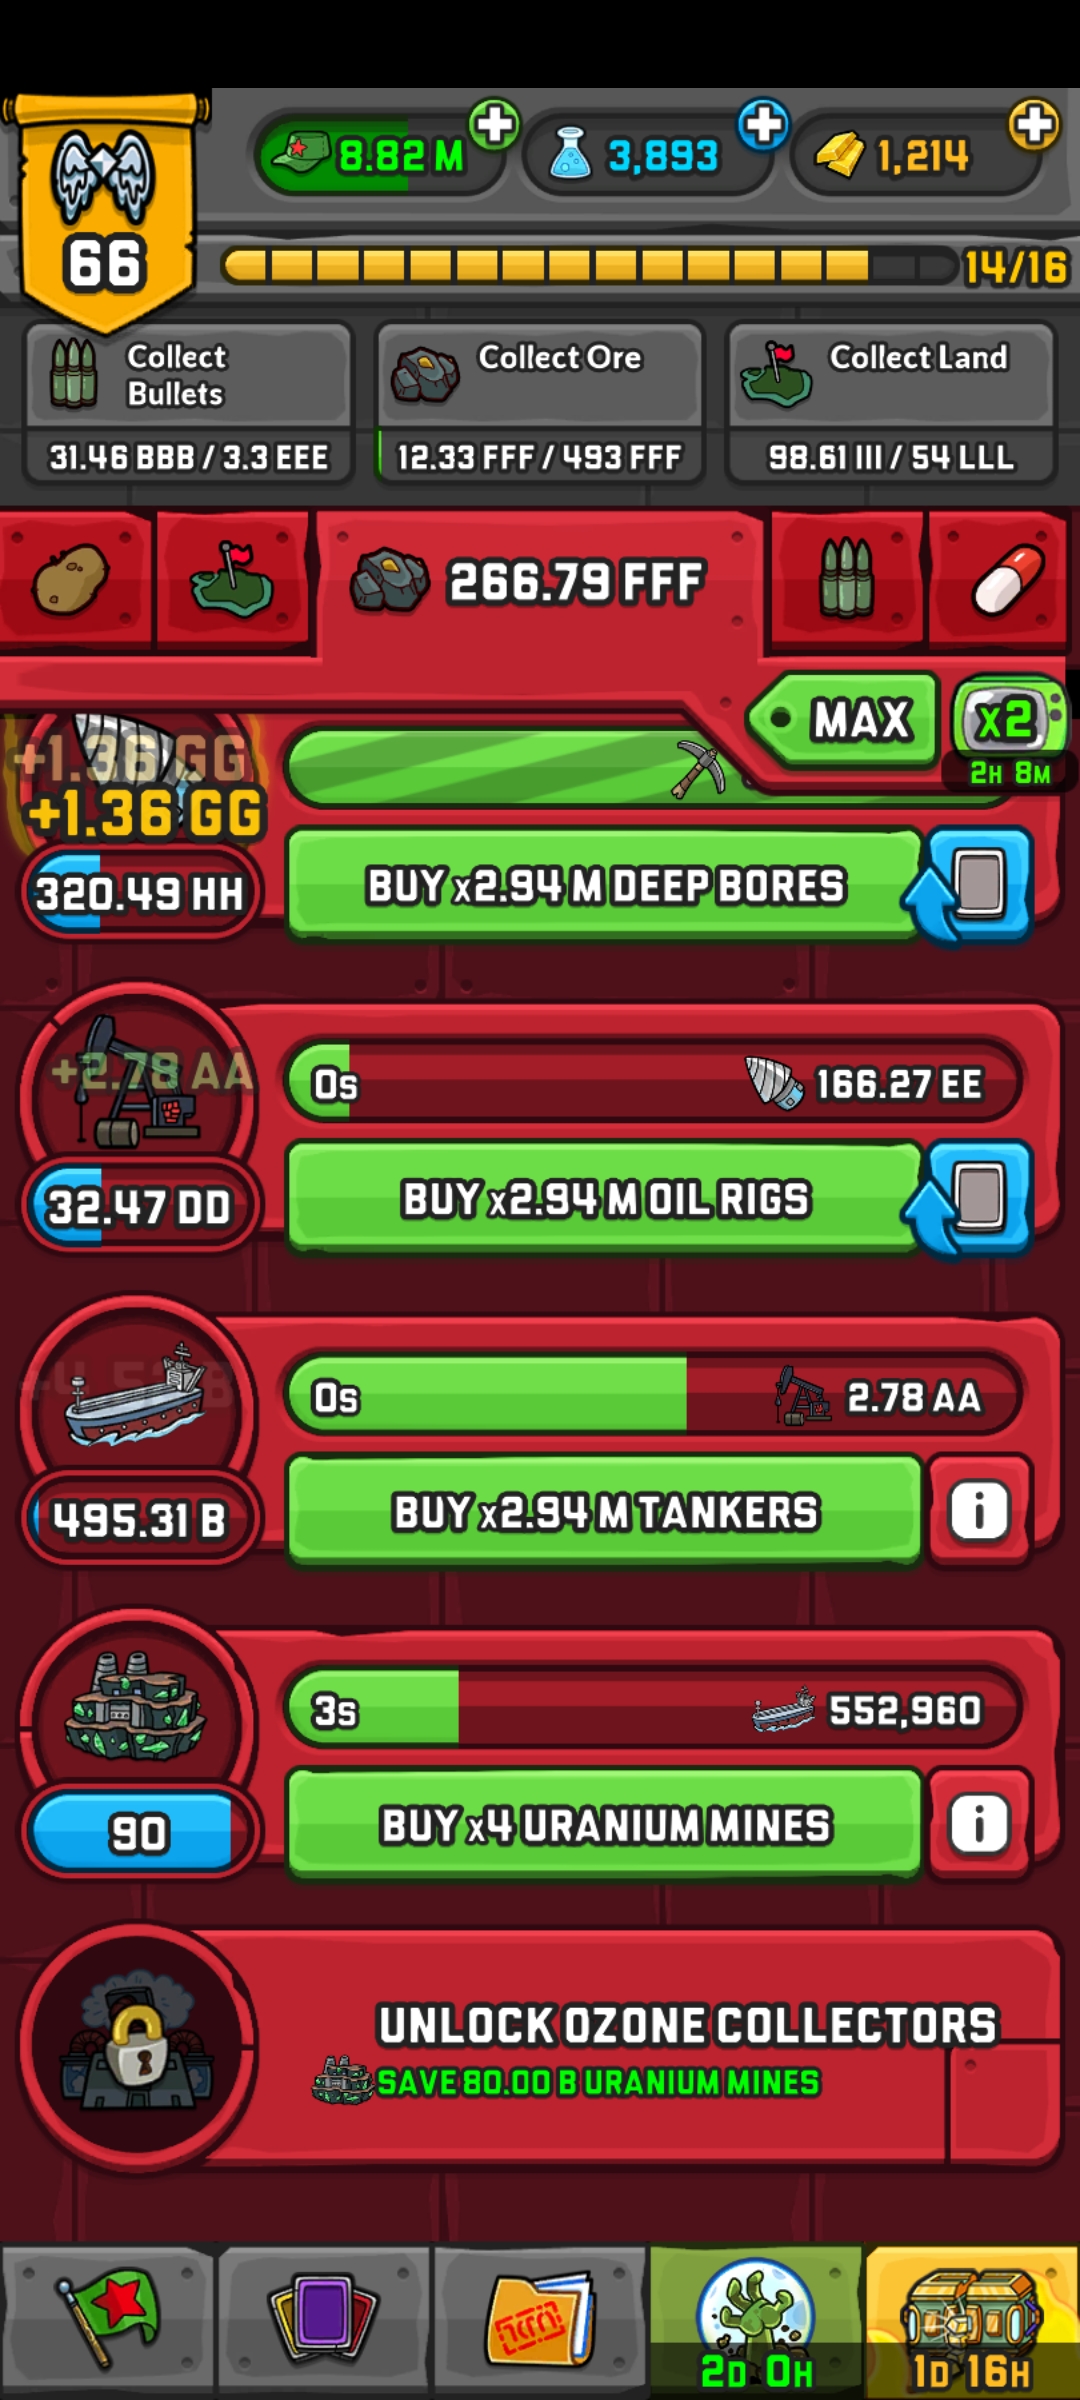 8.82 M
3,893
1,214
66
14/16
Collect
Bullets
Collect Ore
Collect Land
31.46 BBB / 3.3 EEE
12.33 FFF / 493 FFF
98.61 III / 54 LLL
266.79 FFF
MAX
x2
2H 8M
+1.36 GG
+1.36 GG
320.49 HH
BUY x2.94 M DEEP BORES
+2.78 AA
0s
166.27 EE
32.47 DD
BUY x2.94 M OIL RIGS
0s
2.78 AA
495.31 B
BUY x2.94 M TANKERS
i
3s
552,960
90
BUY x4 URANIUM MINES
i
UNLOCK OZONE COLLECTORS
SAVE 80.00 B URANIUM MINES
2D 0H
1D 16H